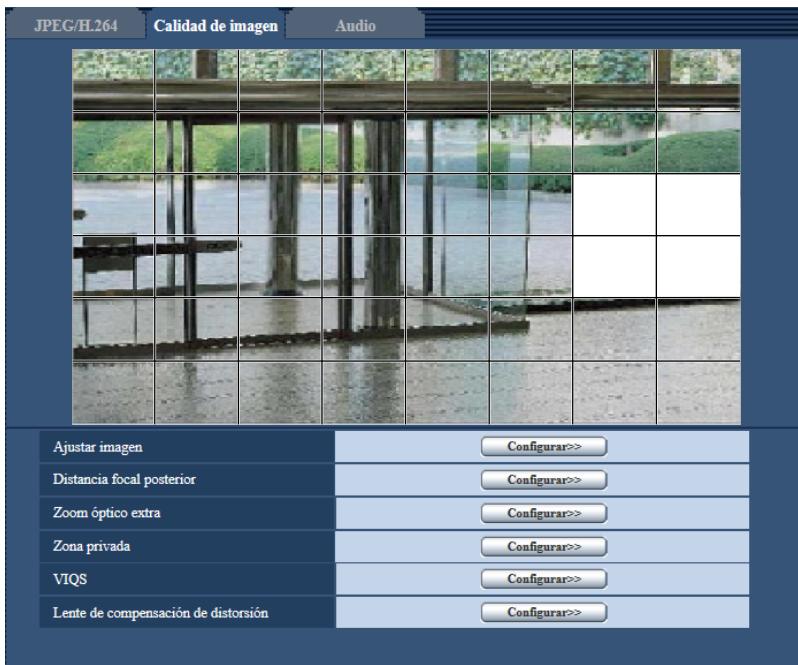 JPEG/H.264 Calidad de imagen Audio
Ajustar imagen Configurar>>
Distancia focal posterior Configurar>>
Zoom óptico extra Configurar>>
Zona privada Configurar>>
VIQS Configurar>>
Lente de compensación de distorsión Configurar>>